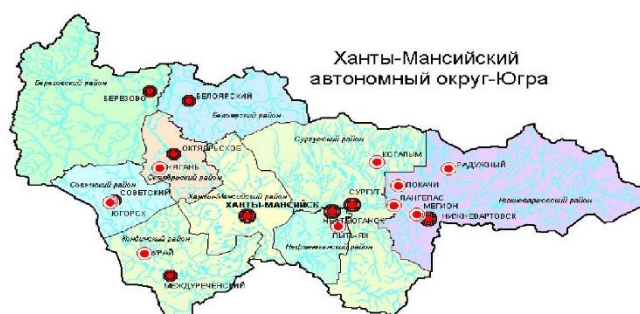 Ханты-Мансийский
автономный округ-Югра
Березовский район
БЕРЕЗОВО
БЕЛОЯРСКИЙ
Белоярский район
Сургутский район
ОКТЯБРЬСКОЕ
НЯГАНЬ
Октябрьский район
КОГАЛЫМ
РАДУЖНЫЙ
Советский район
СОВЕТСКИЙ
ЮГОРСК
Ханты-Мансийский район
ХАНТЫ-МАНСИЙСК
СУРГУТ
ПОКАЧИ
ЛАНГЕПАС
МЕГИОН
Нижневартовский район
НИЖНЕВАРТОВСК
НЕФТЕЮГАНСК
ПЫТЬ-ЯХ
Нефтеюганский район
Кондинский район
УРАЙ
МЕЖДУРЕЧЕНСКИЙ